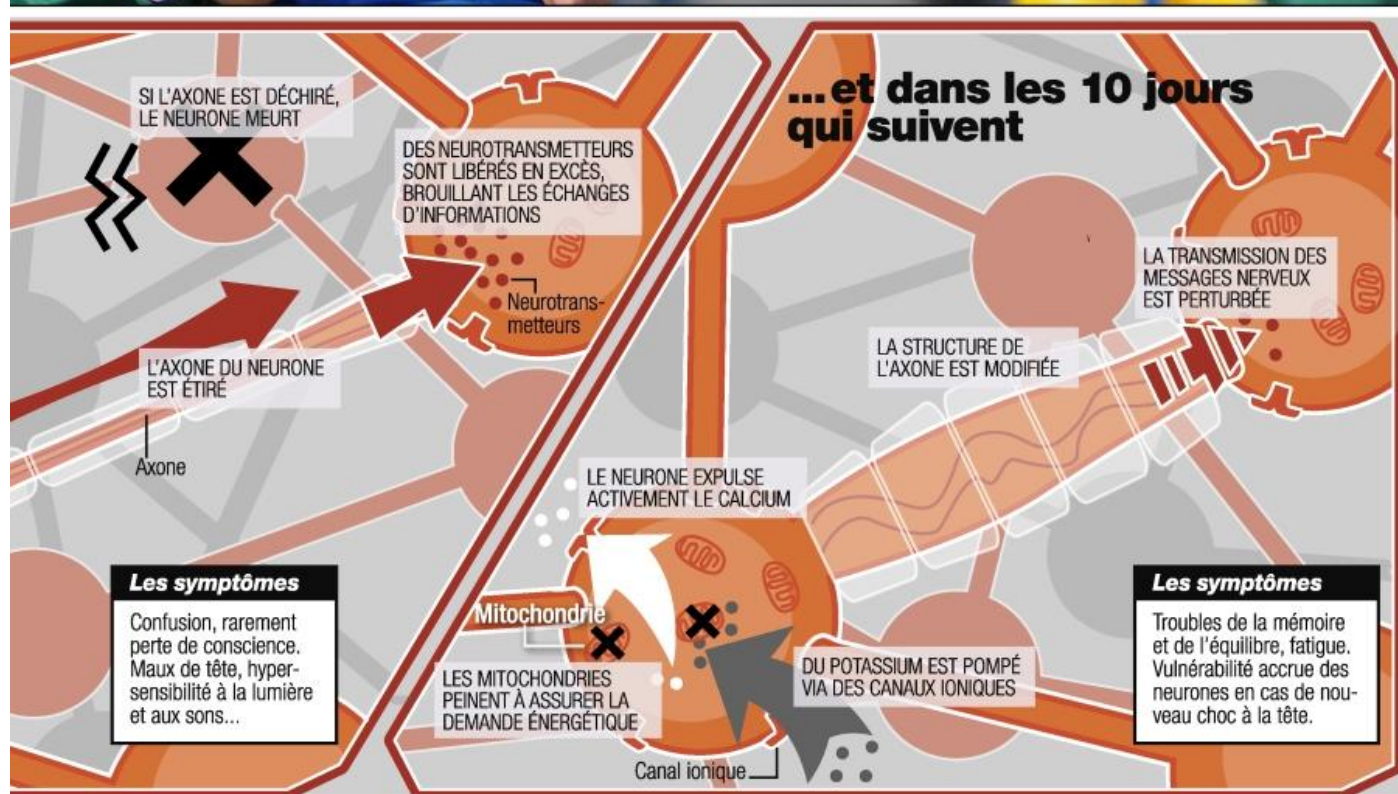 SI L'AXONE EST DÉCHIRÉ,
LE NEURONE MEURT
DES NEUROTRANSMETTEURS
SONT LIBÉRÉS EN EXCÈS,
BROUILLANT LES ÉCHANGES
D'INFORMATIONS
Neurotrans-
metteurs
L'AXONE DU NEURONE
EST ÉTIRÉ
Axone
Les symptômes
Confusion, rarement
perte de conscience.
Maux de tête, hyper-
sensibilité à la lumière
et aux sons...
...et dans les 10 jours
qui suivent
LA TRANSMISSION DES
MESSAGES NERVEUX
EST PERTURBÉE
LA STRUCTURE DE
L'AXONE EST MODIFIÉE
LE NEURONE EXPULSE
ACTIVEMENT LE CALCIUM
Mitochondrie
LES MITOCHONDRIES
PEINENT À ASSURER LA
DEMANDE ÉNERGÉTIQUE
DU POTASSIUM EST POMPÉ
VIA DES CANAUX IONIQUES
Canal ionique
Les symptômes
Troubles de la mémoire
et de l'équilibre, fatigue.
Vulnérabilité accrue des
neurones en cas de nou-
veau choc à la tête.